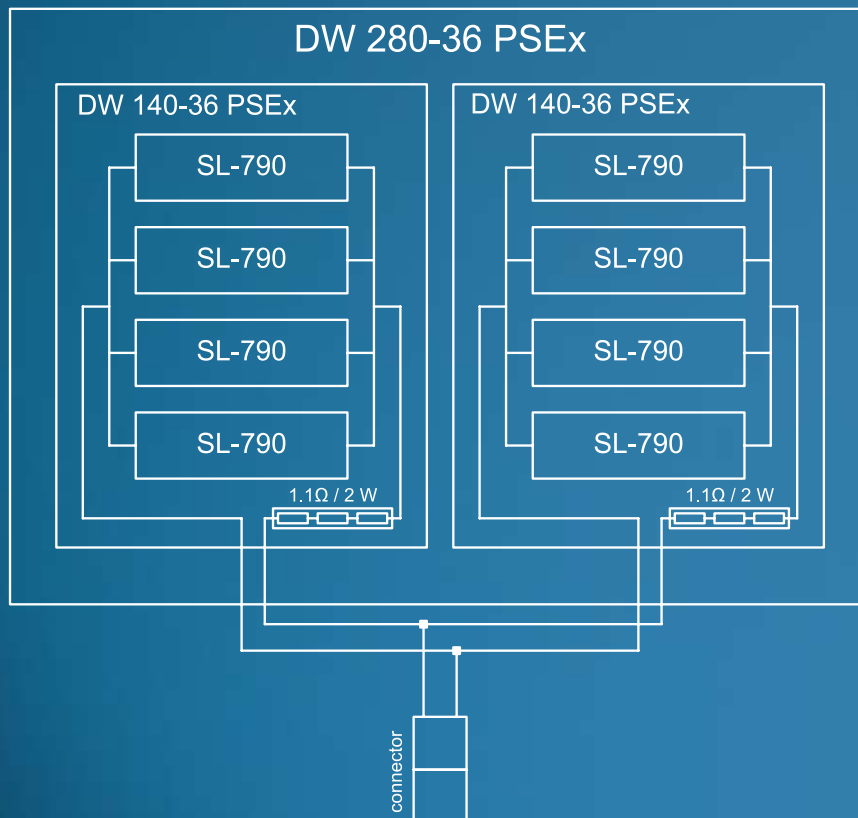 DW 280-36 PSEx
DW 140-36 PSEx
SL-790
SL-790
SL-790
SL-790
1.1Ω / 2 W
DW 140-36 PSEx
SL-790
SL-790
SL-790
SL-790
1.1Ω / 2 W
connector